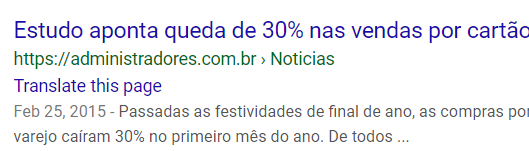 Estudo aponta queda de 30% nas vendas por cartão
https://administradores.com.br › Noticias
Translate this page
Feb 25, 2015 - Passadas as festividades de final de ano, as compras por
varejo caíram 30% no primeiro mês do ano. De todos ...